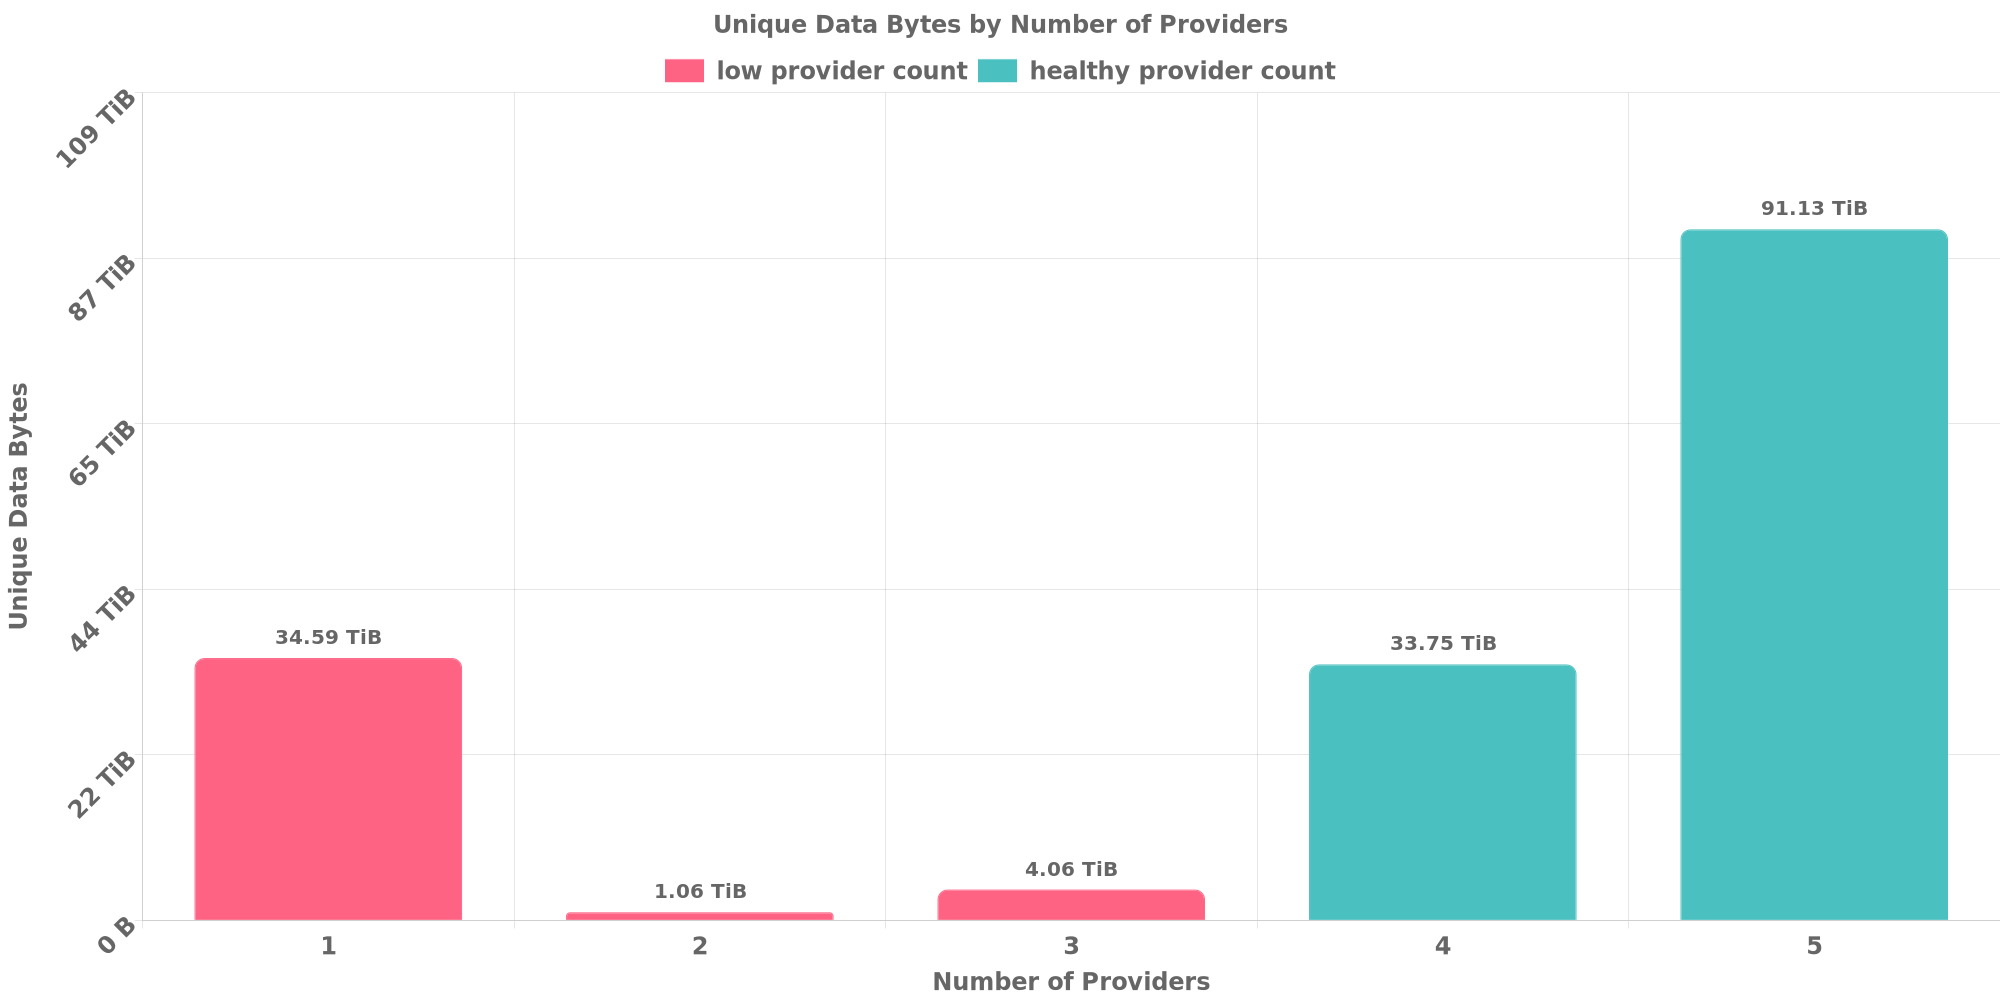 Unique Data Bytes by Number of Providers
low provider count healthy provider count
109 TiB
87 TiB
65 TiB
44 TiB
22 TiB
0 B
Unique Data Bytes
34.59 TiB
1.06 TiB
4.06 TiB
33.75 TiB
91.13 TiB
1 2 3 4 5
Number of Providers